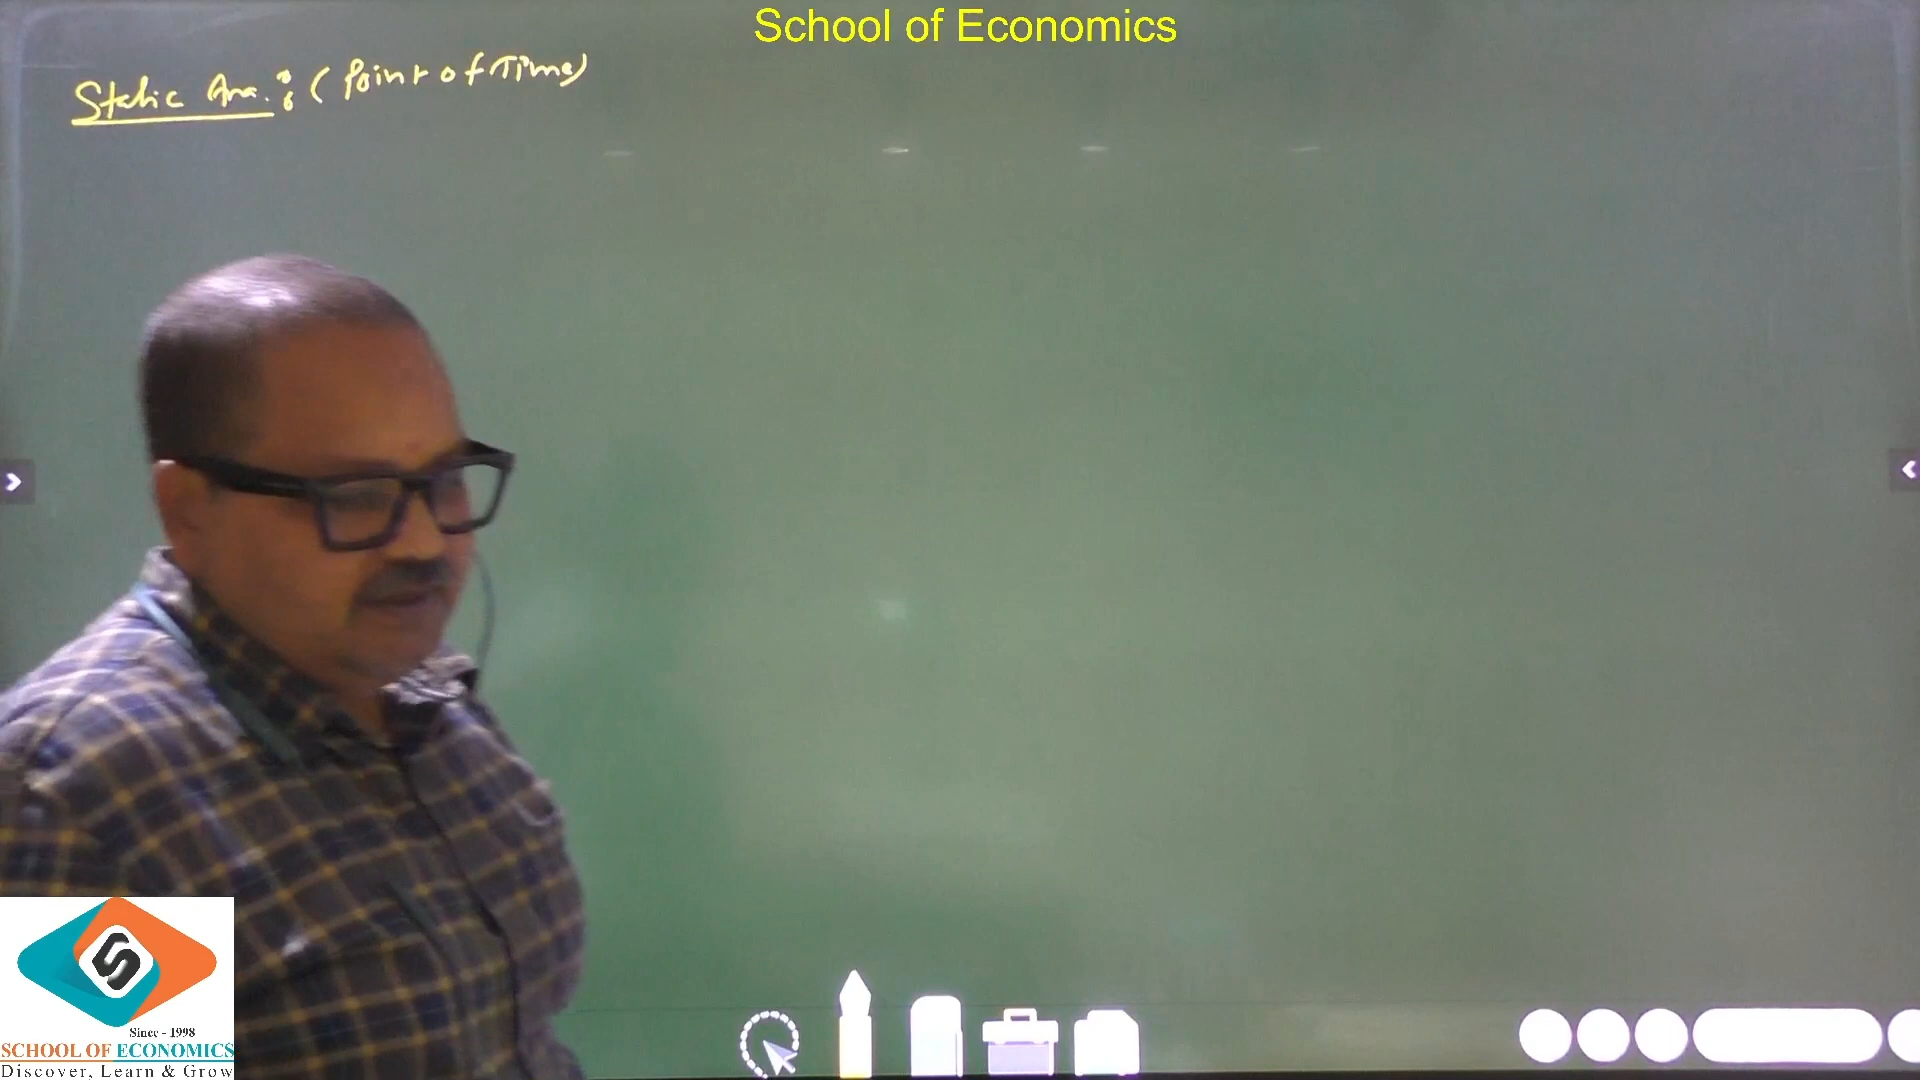 School of Economics
Static Ana. : (Point of Time)
Since - 1998
SCHOOL OF ECONOMICS
Discover, Learn & Grow